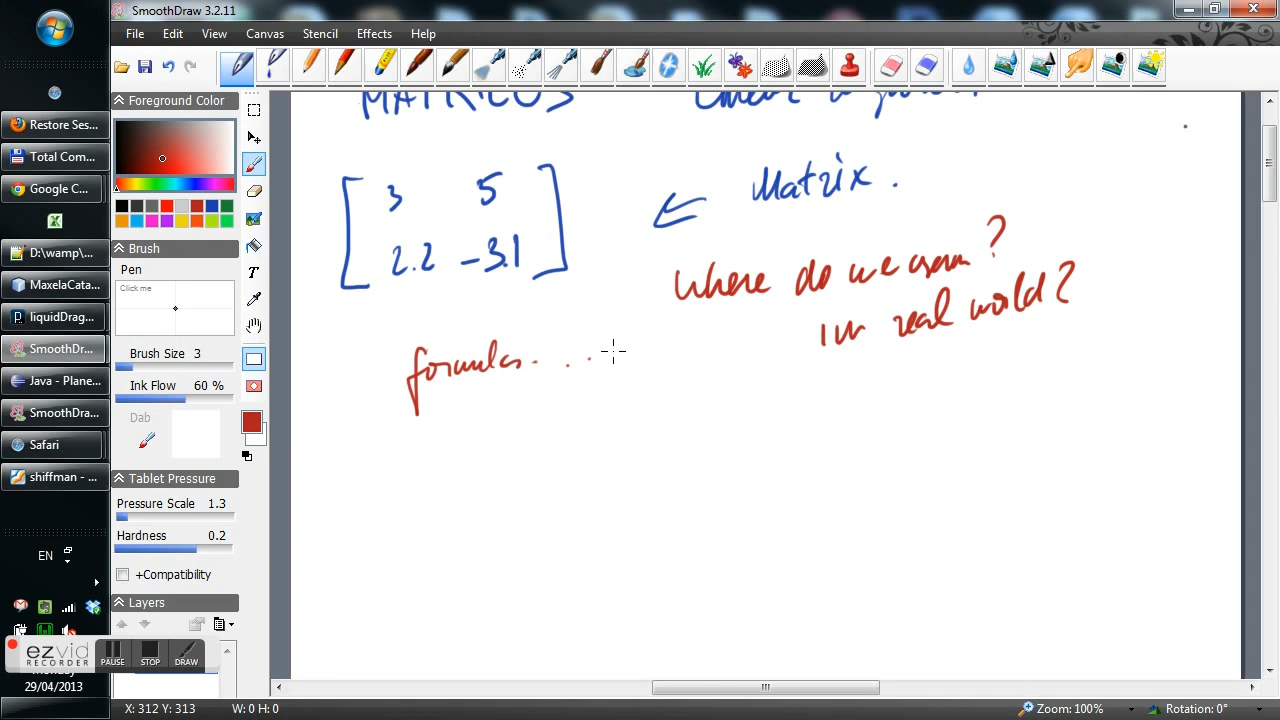 SmoothDraw 3.2.11
File Edit View Canvas Stencil Effects Help
Restore Ses...
Total Com...
Google C...
D:\wamp\...
MaxelaCata...
liquidDrag...
SmoothDr...
Java - Plane...
SmoothDra...
Safari
shiffman - ...
EN
29/04/2013
Foreground Color
Brush
Pen
Click me
Brush Size 3
Ink Flow 60 %
Dab
Tablet Pressure
Pressure Scale 1.3
Hardness 0.2
+Compatibility
Layers
ezvid
RECORDER
PAUSE STOP DRAW
MATRICOS
3 5
2.2 -3.1
Matrix.
Where do we
in real world?
formulas. . .
X: 312 Y: 313 W: 0 H: 0 Zoom: 100% Rotation: 0°